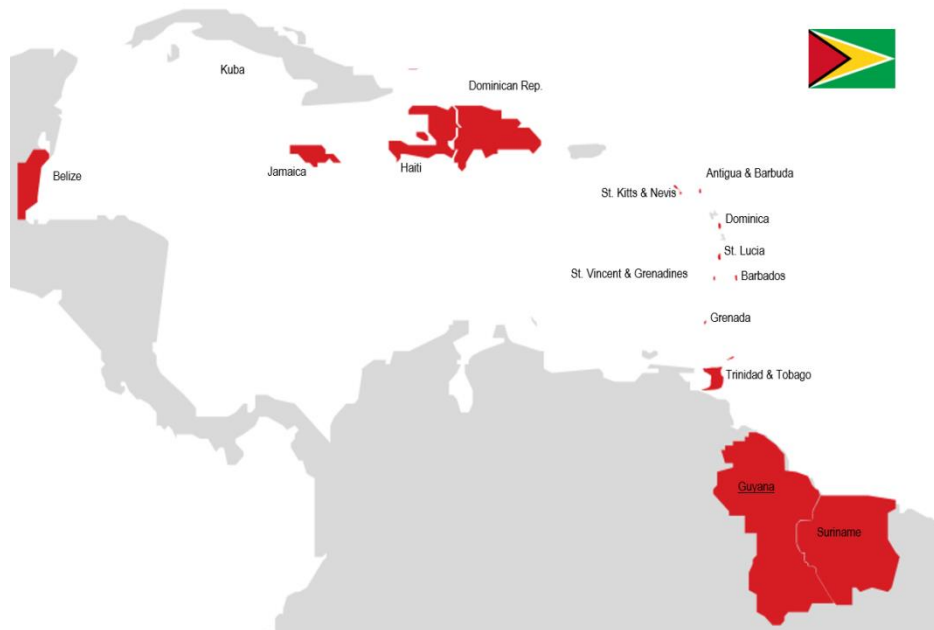 Kuba
Dominican Rep.
Jamaica
Haiti
Belize
Antigua & Barbuda
St. Kitts & Nevis
Dominica
St. Lucia
St. Vincent & Grenadines
Barbados
Grenada
Trinidad & Tobago
Guyana
Suriname